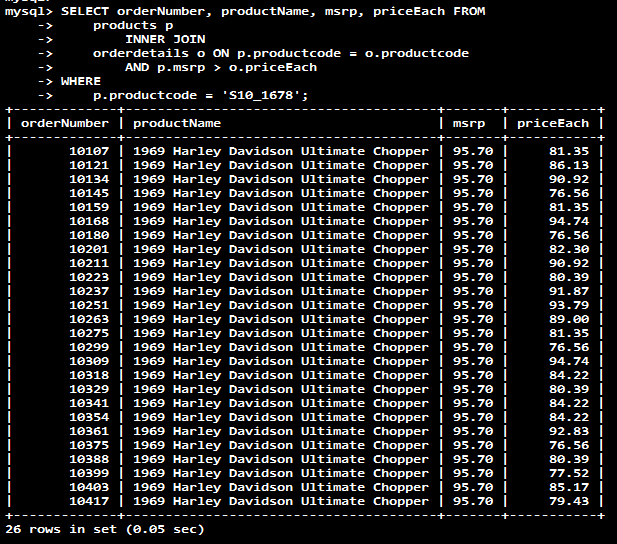 mysql>
mysql> SELECT orderNumber, productName, msrp, priceEach FROM
    ->     products p
    ->         INNER JOIN
    ->     orderdetails o ON p.productcode = o.productcode
    ->         AND p.msrp > o.priceEach
    -> WHERE
    ->     p.productcode = 'S10_1678';
+-------------+---------------------------------------+-------+-----------+
| orderNumber | productName                           | msrp  | priceEach |
+-------------+---------------------------------------+-------+-----------+
|       10107 | 1969 Harley Davidson Ultimate Chopper | 95.70 |     81.35 |
|       10121 | 1969 Harley Davidson Ultimate Chopper | 95.70 |     86.13 |
|       10134 | 1969 Harley Davidson Ultimate Chopper | 95.70 |     90.92 |
|       10145 | 1969 Harley Davidson Ultimate Chopper | 95.70 |     76.56 |
|       10159 | 1969 Harley Davidson Ultimate Chopper | 95.70 |     81.35 |
|       10168 | 1969 Harley Davidson Ultimate Chopper | 95.70 |     94.74 |
|       10180 | 1969 Harley Davidson Ultimate Chopper | 95.70 |     76.56 |
|       10201 | 1969 Harley Davidson Ultimate Chopper | 95.70 |     82.30 |
|       10211 | 1969 Harley Davidson Ultimate Chopper | 95.70 |     90.92 |
|       10223 | 1969 Harley Davidson Ultimate Chopper | 95.70 |     80.39 |
|       10237 | 1969 Harley Davidson Ultimate Chopper | 95.70 |     91.87 |
|       10251 | 1969 Harley Davidson Ultimate Chopper | 95.70 |     93.79 |
|       10263 | 1969 Harley Davidson Ultimate Chopper | 95.70 |     89.00 |
|       10275 | 1969 Harley Davidson Ultimate Chopper | 95.70 |     81.35 |
|       10299 | 1969 Harley Davidson Ultimate Chopper | 95.70 |     76.56 |
|       10309 | 1969 Harley Davidson Ultimate Chopper | 95.70 |     94.74 |
|       10318 | 1969 Harley Davidson Ultimate Chopper | 95.70 |     84.22 |
|       10329 | 1969 Harley Davidson Ultimate Chopper | 95.70 |     80.39 |
|       10341 | 1969 Harley Davidson Ultimate Chopper | 95.70 |     84.22 |
|       10354 | 1969 Harley Davidson Ultimate Chopper | 95.70 |     84.22 |
|       10361 | 1969 Harley Davidson Ultimate Chopper | 95.70 |     92.83 |
|       10375 | 1969 Harley Davidson Ultimate Chopper | 95.70 |     76.56 |
|       10388 | 1969 Harley Davidson Ultimate Chopper | 95.70 |     80.39 |
|       10399 | 1969 Harley Davidson Ultimate Chopper | 95.70 |     77.52 |
|       10403 | 1969 Harley Davidson Ultimate Chopper | 95.70 |     85.17 |
|       10417 | 1969 Harley Davidson Ultimate Chopper | 95.70 |     79.43 |
+-------------+---------------------------------------+-------+-----------+
26 rows in set (0.05 sec)